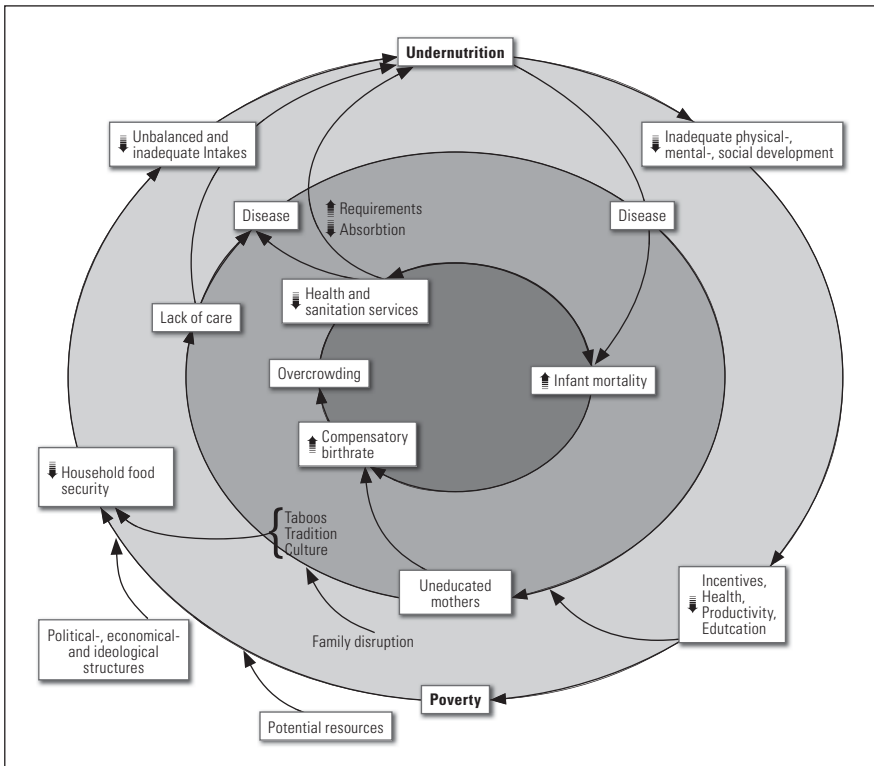 Undernutrition
Unbalanced and
inadequate Intakes
Inadequate physical-,
mental-, social development
Disease
Requirements
Absorbtion
Disease
Health and
sanitation services
Lack of care
Overcrowding
Infant mortality
Compensatory
birthrate
Household food
security
Taboos
Tradition
Culture
Uneducated
mothers
Incentives,
Health,
Productivity,
Edutcation
Political-, economical-
and ideological
structures
Family disruption
Poverty
Potential resources